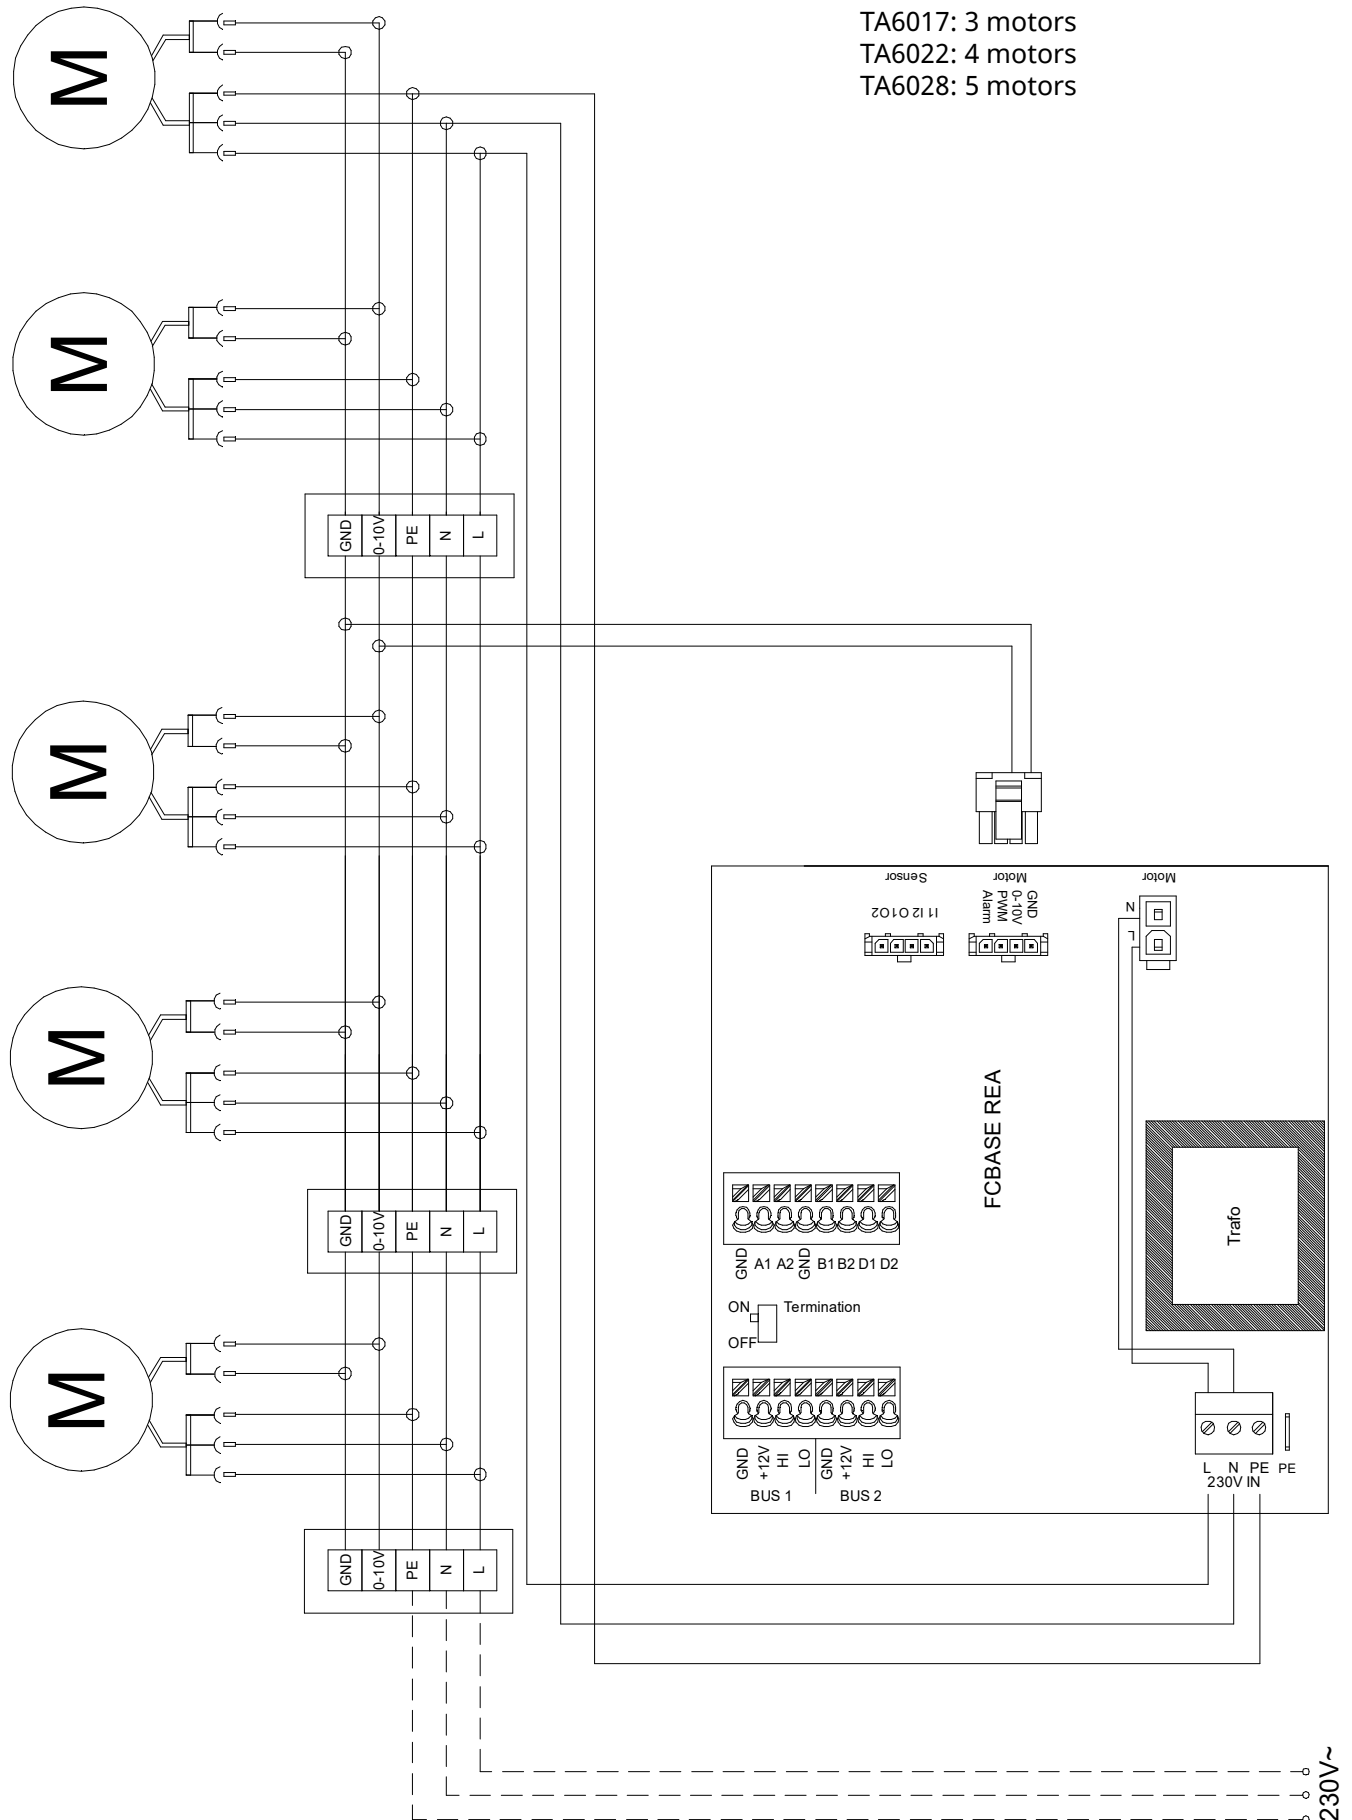 TA6017: 3 motors
TA6022: 4 motors
TA6028: 5 motors
M
M
GND 0-10V PE N L
M
M
GND 0-10V PE N L
M
GND 0-10V PE N L
Sensor
I1 I2 O1 O2
Motor
Alarm PWM 0-10V GND
Motor
N
L
FCBASE REA
Trafo
GND A1 A2 GND B1 B2 D1 D2
ON
Termination
OFF
GND +12V HI LO GND +12V HI LO
BUS 1 BUS 2
L N PE PE
230V IN
230V~